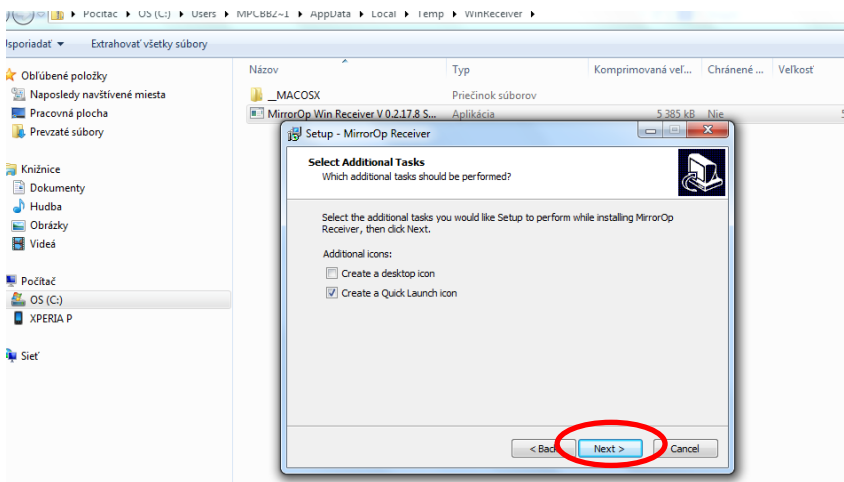 Počítač ▸ OS (C:) ▸ Users ▸ MPCBB2~1 ▸ AppData ▸ Local ▸ Temp ▸ WinReceiver ▸
Extrahovať všetky súbory
Názov Typ Komprimovaná veľ... Chránené ... Veľkosť
Obľúbené položky
Naposledy navštívené miesta
Pracovná plocha
Prevzaté súbory
Knižnice
Dokumenty
Hudba
Obrázky
Videá
Počítač
OS (C:)
XPERIA P
Sieť
__MACOSX Priečinok súborov
MirrorOp Win Receiver V 0.2.17.8 S... Aplikácia 5 385 kB Nie
Setup - MirrorOp Receiver
Select Additional Tasks
Which additional tasks should be performed?
Select the additional tasks you would like Setup to perform while installing MirrorOp
Receiver, then click Next.
Additional icons:
Create a desktop icon
Create a Quick Launch icon
< Back Next > Cancel